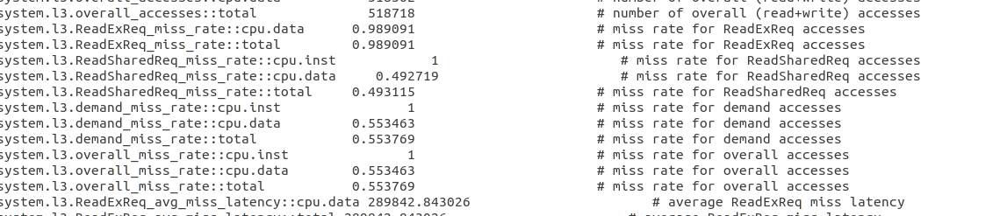 system.l3.overall_accesses::total 518718 # number of overall (read+write) accesses
system.l3.ReadExReq_miss_rate::cpu.data 0.989091 # miss rate for ReadExReq accesses
system.l3.ReadExReq_miss_rate::total 0.989091 # miss rate for ReadExReq accesses
system.l3.ReadSharedReq_miss_rate::cpu.inst 1 # miss rate for ReadSharedReq accesses
system.l3.ReadSharedReq_miss_rate::cpu.data 0.492719 # miss rate for ReadSharedReq accesses
system.l3.ReadSharedReq_miss_rate::total 0.493115 # miss rate for ReadSharedReq accesses
system.l3.demand_miss_rate::cpu.inst 1 # miss rate for demand accesses
system.l3.demand_miss_rate::cpu.data 0.553463 # miss rate for demand accesses
system.l3.demand_miss_rate::total 0.553769 # miss rate for demand accesses
system.l3.overall_miss_rate::cpu.inst 1 # miss rate for overall accesses
system.l3.overall_miss_rate::cpu.data 0.553463 # miss rate for overall accesses
system.l3.overall_miss_rate::total 0.553769 # miss rate for overall accesses
system.l3.ReadExReq_avg_miss_latency::cpu.data 289842.843026 # average ReadExReq miss latency